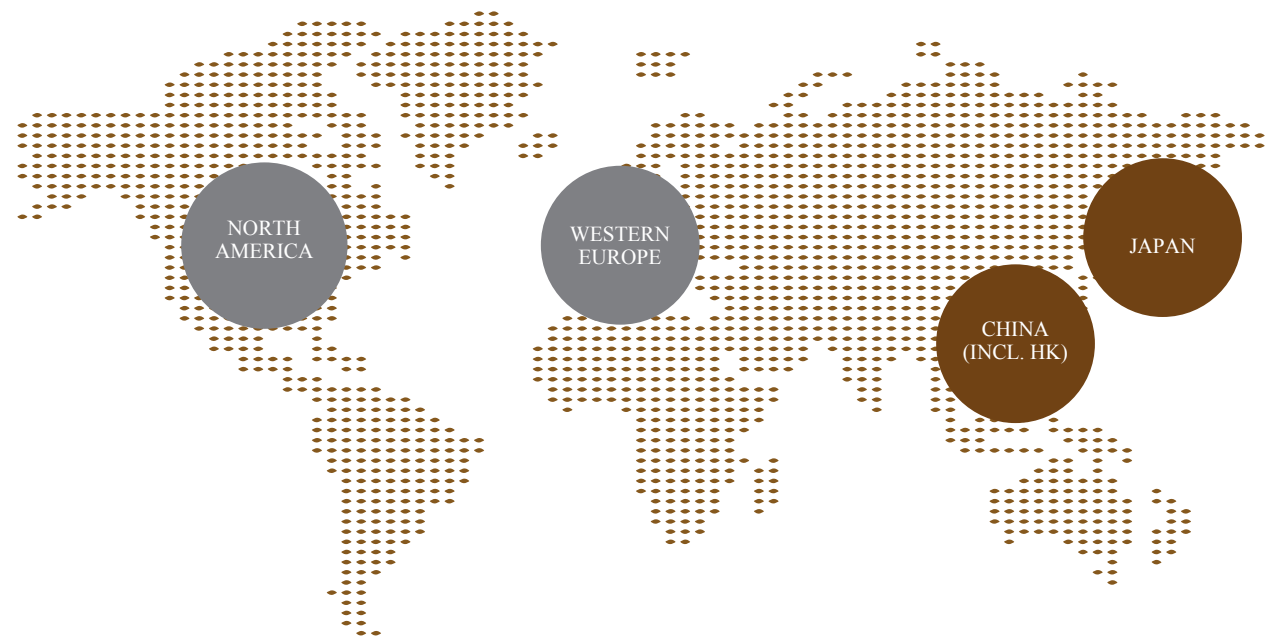 NORTH
AMERICA
WESTERN
EUROPE
JAPAN
CHINA
(INCL. HK)